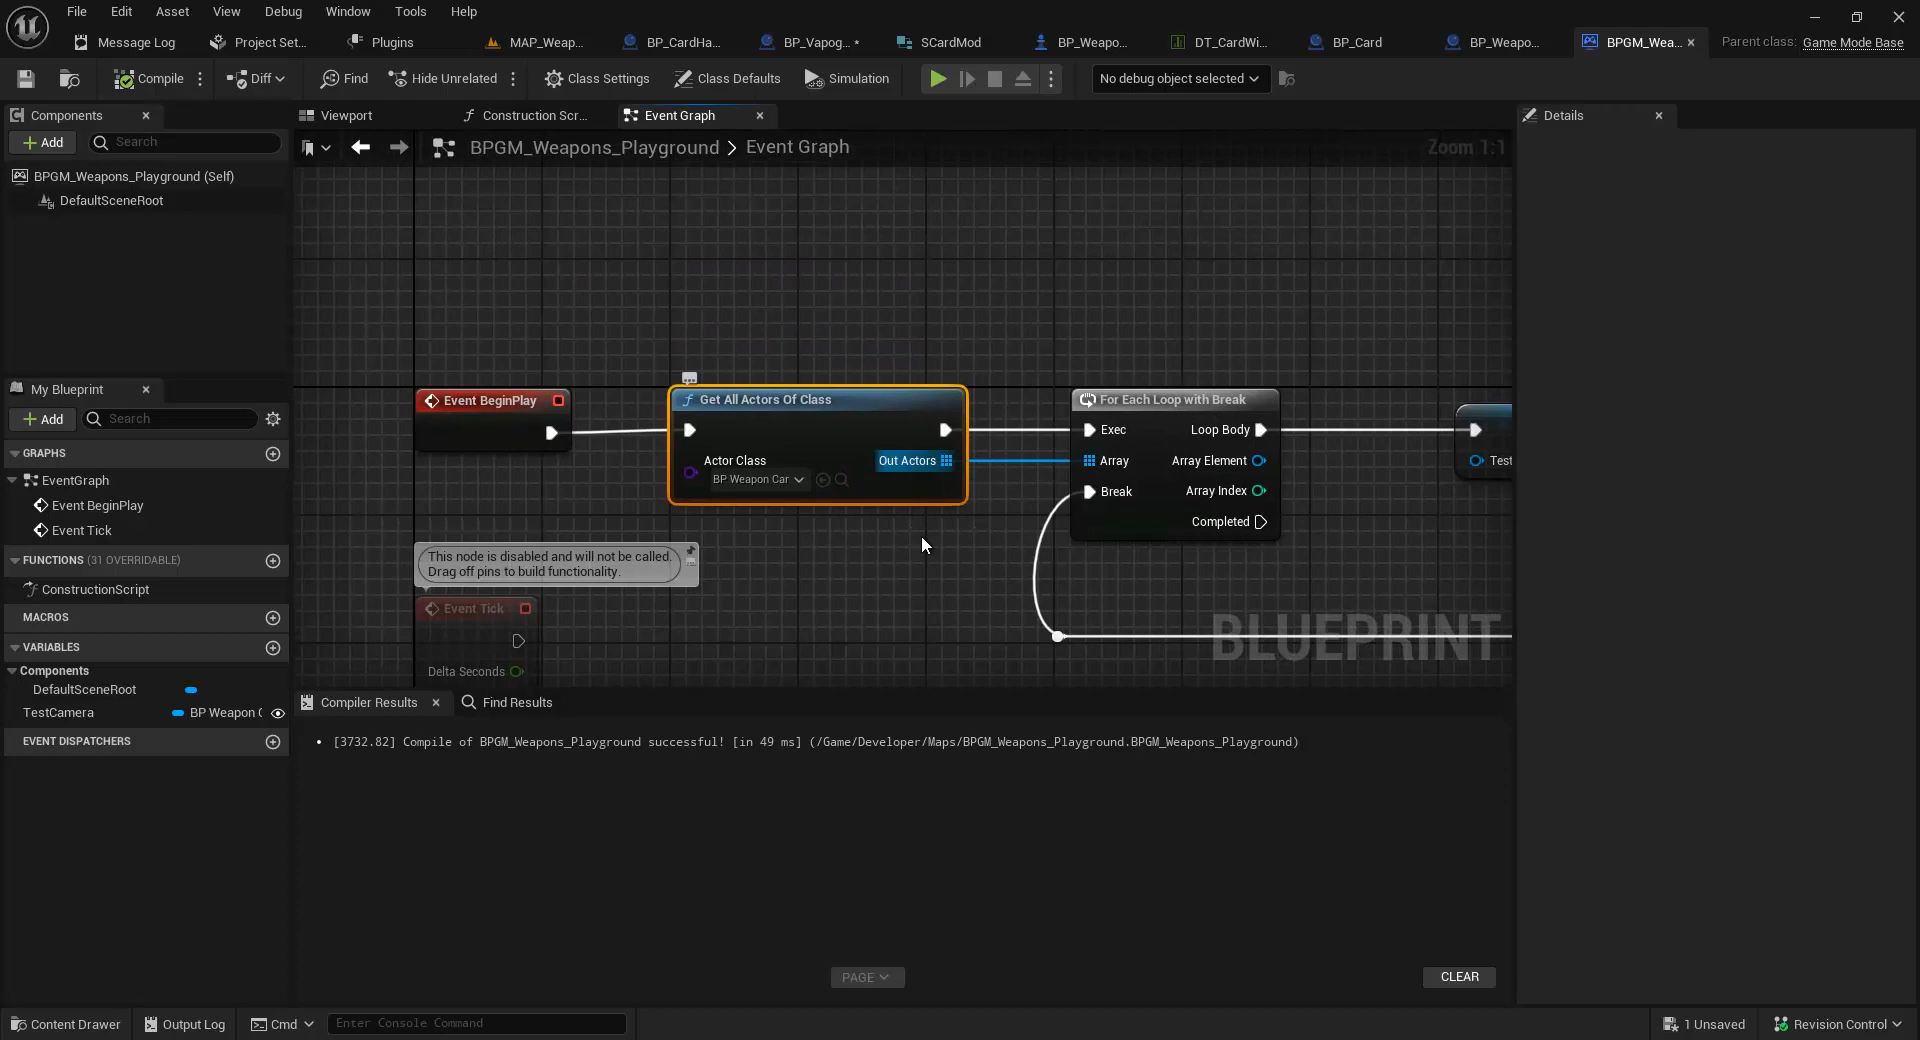 File Edit Asset View Debug Window Tools Help
Message Log Project Set... Plugins MAP_Weap... BP_CardHa... BP_Vapog... * SCardMod BP_Weapo... DT_CardWi... BP_Card BP_Weapo... BPGM_Wea... Parent class: Game Mode Base
Compile Diff Find Hide Unrelated Class Settings Class Defaults Simulation No debug object selected
Components Viewport Construction Scr... Event Graph Details
Add Search
BPGM_Weapons_Playground > Event Graph Zoom 1:1
BPGM_Weapons_Playground (Self)
DefaultSceneRoot
My Blueprint
Add Search
GRAPHS
EventGraph
Event BeginPlay
Event Tick
FUNCTIONS (31 OVERRIDABLE)
ConstructionScript
MACROS
VARIABLES
Components
DefaultSceneRoot
TestCamera BP Weapon C
EVENT DISPATCHERS
Event BeginPlay
Get All Actors Of Class
Actor Class
BP Weapon Car
Out Actors
For Each Loop with Break
Exec Loop Body
Array Array Element
Break Array Index
Completed
Test
This node is disabled and will not be called.
Drag off pins to build functionality.
Event Tick
Delta Seconds
BLUEPRINT
Compiler Results Find Results
• [3732.82] Compile of BPGM_Weapons_Playground successful! [in 49 ms] (/Game/Developer/Maps/BPGM_Weapons_Playground.BPGM_Weapons_Playground)
PAGE CLEAR
Content Drawer Output Log Cmd Enter Console Command 1 Unsaved Revision Control